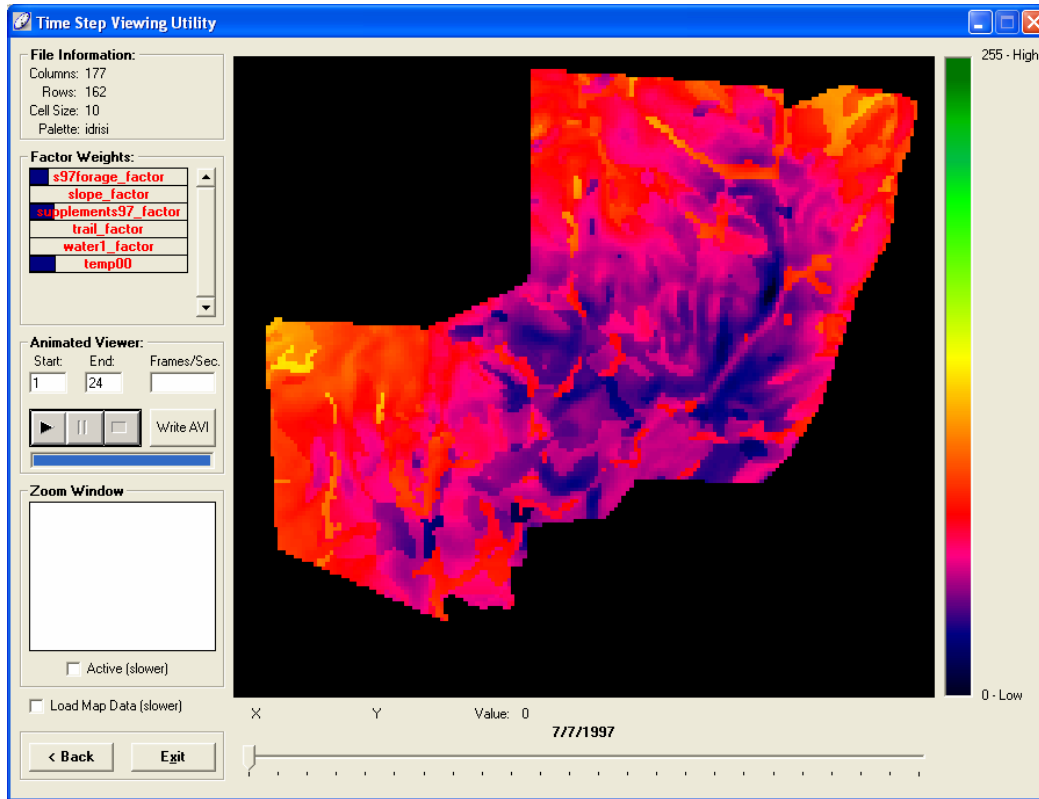 Time Step Viewing Utility
File Information:
Columns: 177
Rows: 162
Cell Size: 10
Palette: idrisi
Factor Weights:
s97forage_factor
slope_factor
supplements97_factor
trail_factor
water1_factor
temp00
Animated Viewer:
Start: End: Frames/Sec.
1 24
Write AVI
Zoom Window
Active (slower)
Load Map Data (slower)
< Back Exit
255 - High
0 - Low
X Y Value: 0
7/7/1997